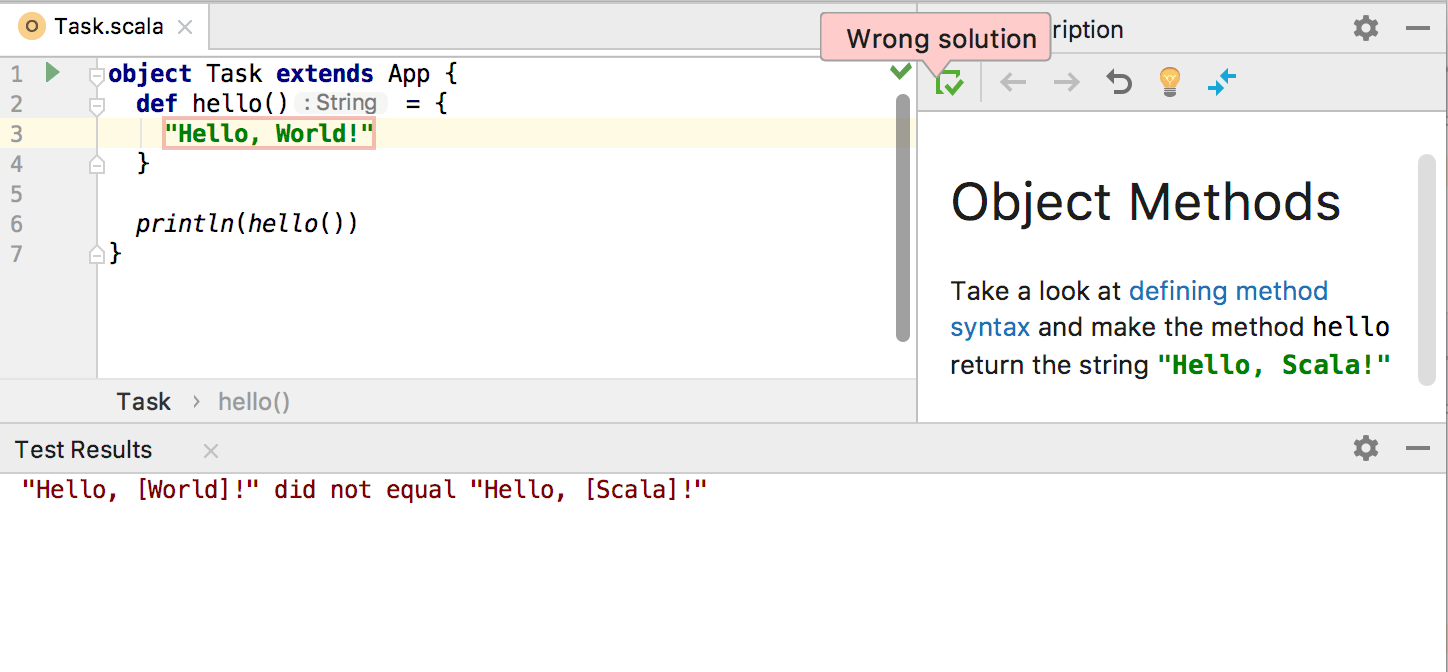 O Task.scala
Wrong solution
ription
1 object Task extends App {
2 def hello() : String = {
3 "Hello, World!"
4 }
5
6 println(hello())
7 }
Object Methods
Take a look at defining method
syntax and make the method hello
return the string "Hello, Scala!"
Task › hello()
Test Results
"Hello, [World]!" did not equal "Hello, [Scala]!"